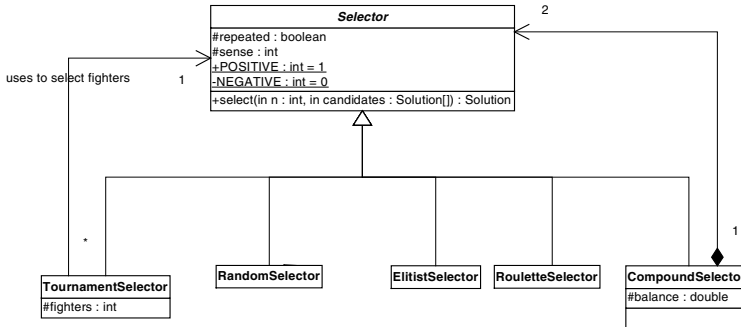 Selector
#repeated : boolean
#sense : int
+POSITIVE : int = 1
-NEGATIVE : int = 0
+select(in n : int, in candidates : Solution[]) : Solution
2
uses to select fighters
1
*
1
TournamentSelector
#fighters : int
RandomSelector
ElitistSelector
RouletteSelector
CompoundSelecto
#balance : double